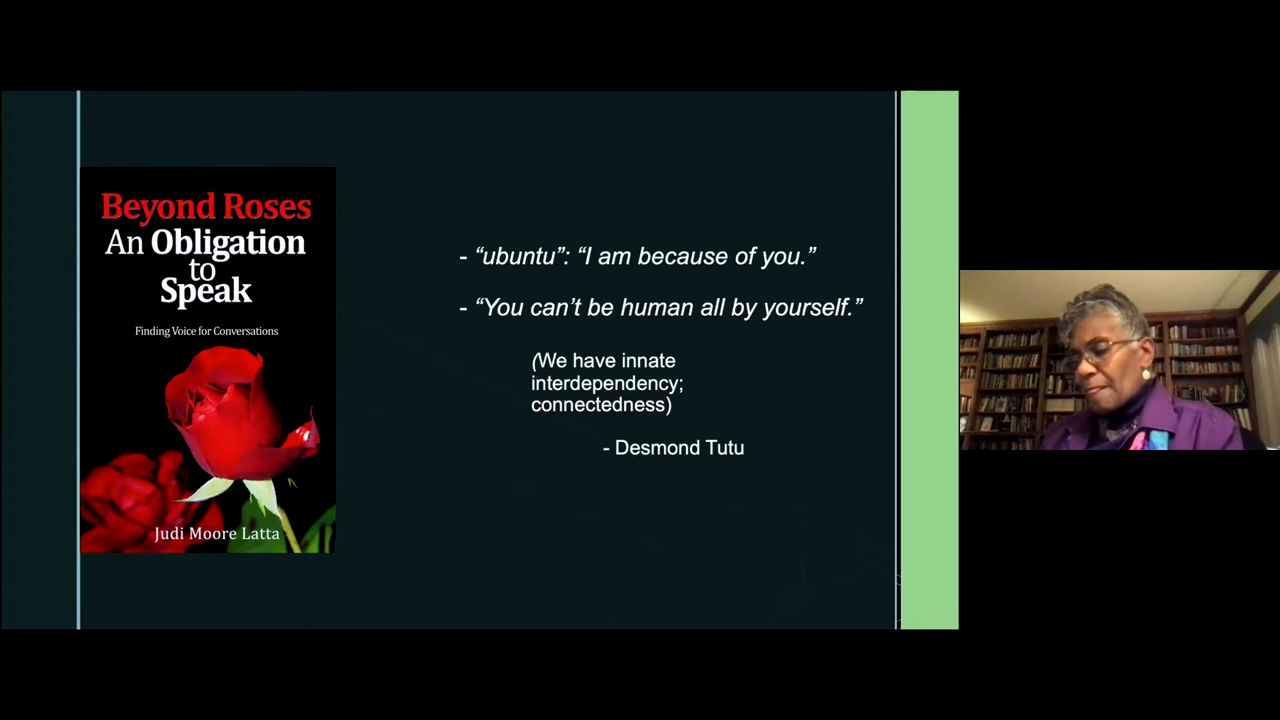 Beyond Roses
An Obligation
to
Speak
Finding Voice for Conversations
Judi Moore Latta
- “ubuntu”: “I am because of you.”
- “You can’t be human all by yourself.”
(We have innate
interdependency;
connectedness)
- Desmond Tutu